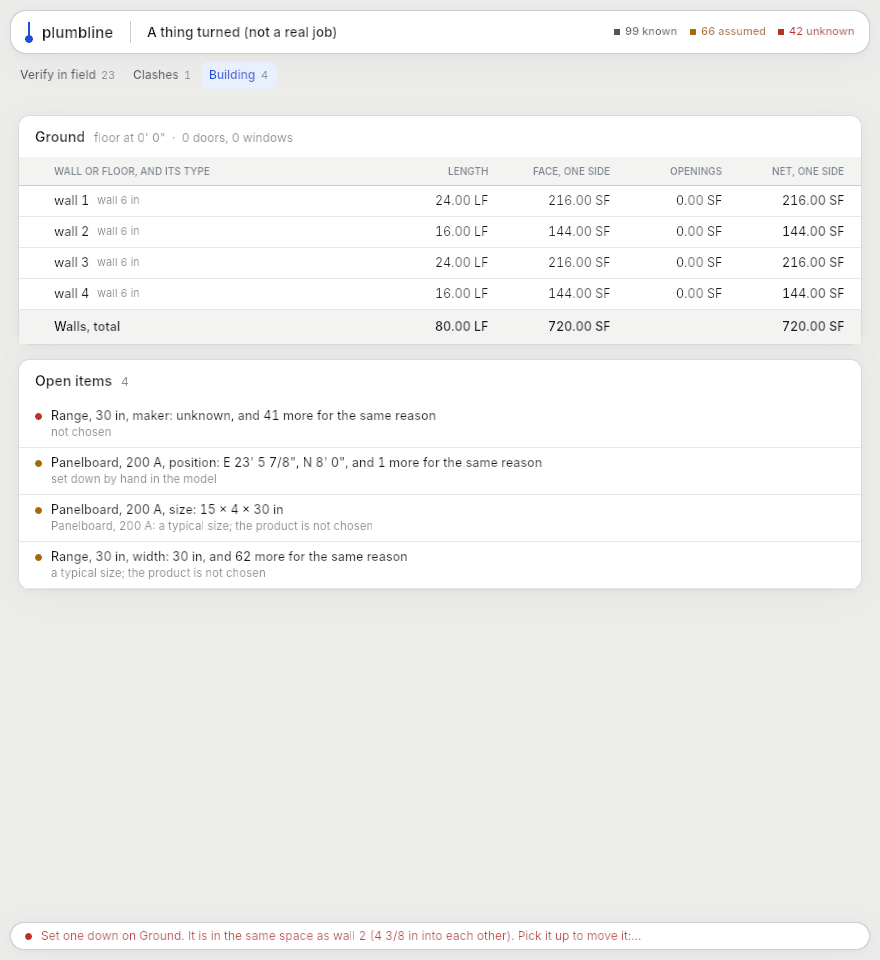 plumbline A thing turned (not a real job) 99 known 66 assumed 42 unknown
Verify in field 23 Clashes 1 Building 4
Ground floor at 0' 0" · 0 doors, 0 windows
WALL OR FLOOR, AND ITS TYPE LENGTH FACE, ONE SIDE OPENINGS NET, ONE SIDE
wall 1 wall 6 in 24.00 LF 216.00 SF 0.00 SF 216.00 SF
wall 2 wall 6 in 16.00 LF 144.00 SF 0.00 SF 144.00 SF
wall 3 wall 6 in 24.00 LF 216.00 SF 0.00 SF 216.00 SF
wall 4 wall 6 in 16.00 LF 144.00 SF 0.00 SF 144.00 SF
Walls, total 80.00 LF 720.00 SF 720.00 SF
Open items 4
Range, 30 in, maker: unknown, and 41 more for the same reason
not chosen
Panelboard, 200 A, position: E 23' 5 7/8", N 8' 0", and 1 more for the same reason
set down by hand in the model
Panelboard, 200 A, size: 15 × 4 × 30 in
Panelboard, 200 A: a typical size; the product is not chosen
Range, 30 in, width: 30 in, and 62 more for the same reason
a typical size; the product is not chosen
Set one down on Ground. It is in the same space as wall 2 (4 3/8 in into each other). Pick it up to move it:...